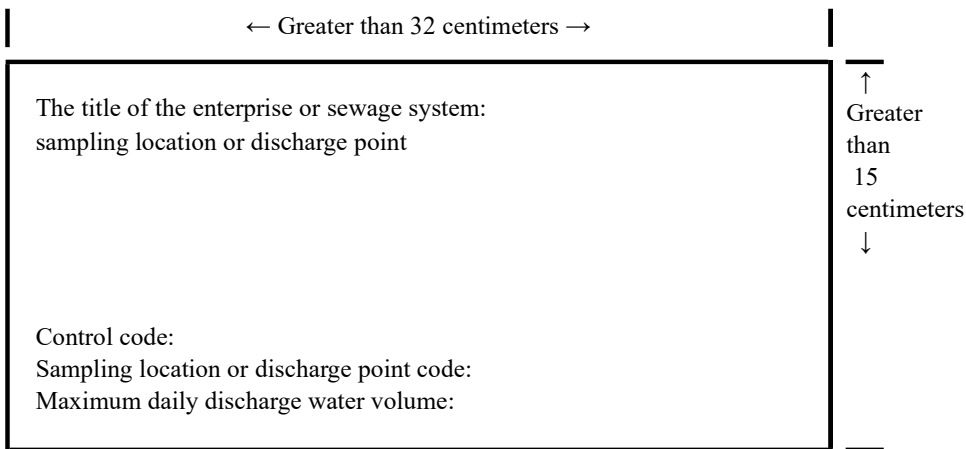 ← Greater than 32 centimeters →
The title of the enterprise or sewage system:
sampling location or discharge point
Control code:
Sampling location or discharge point code:
Maximum daily discharge water volume:
↑
Greater
than
15
centimeters
↓